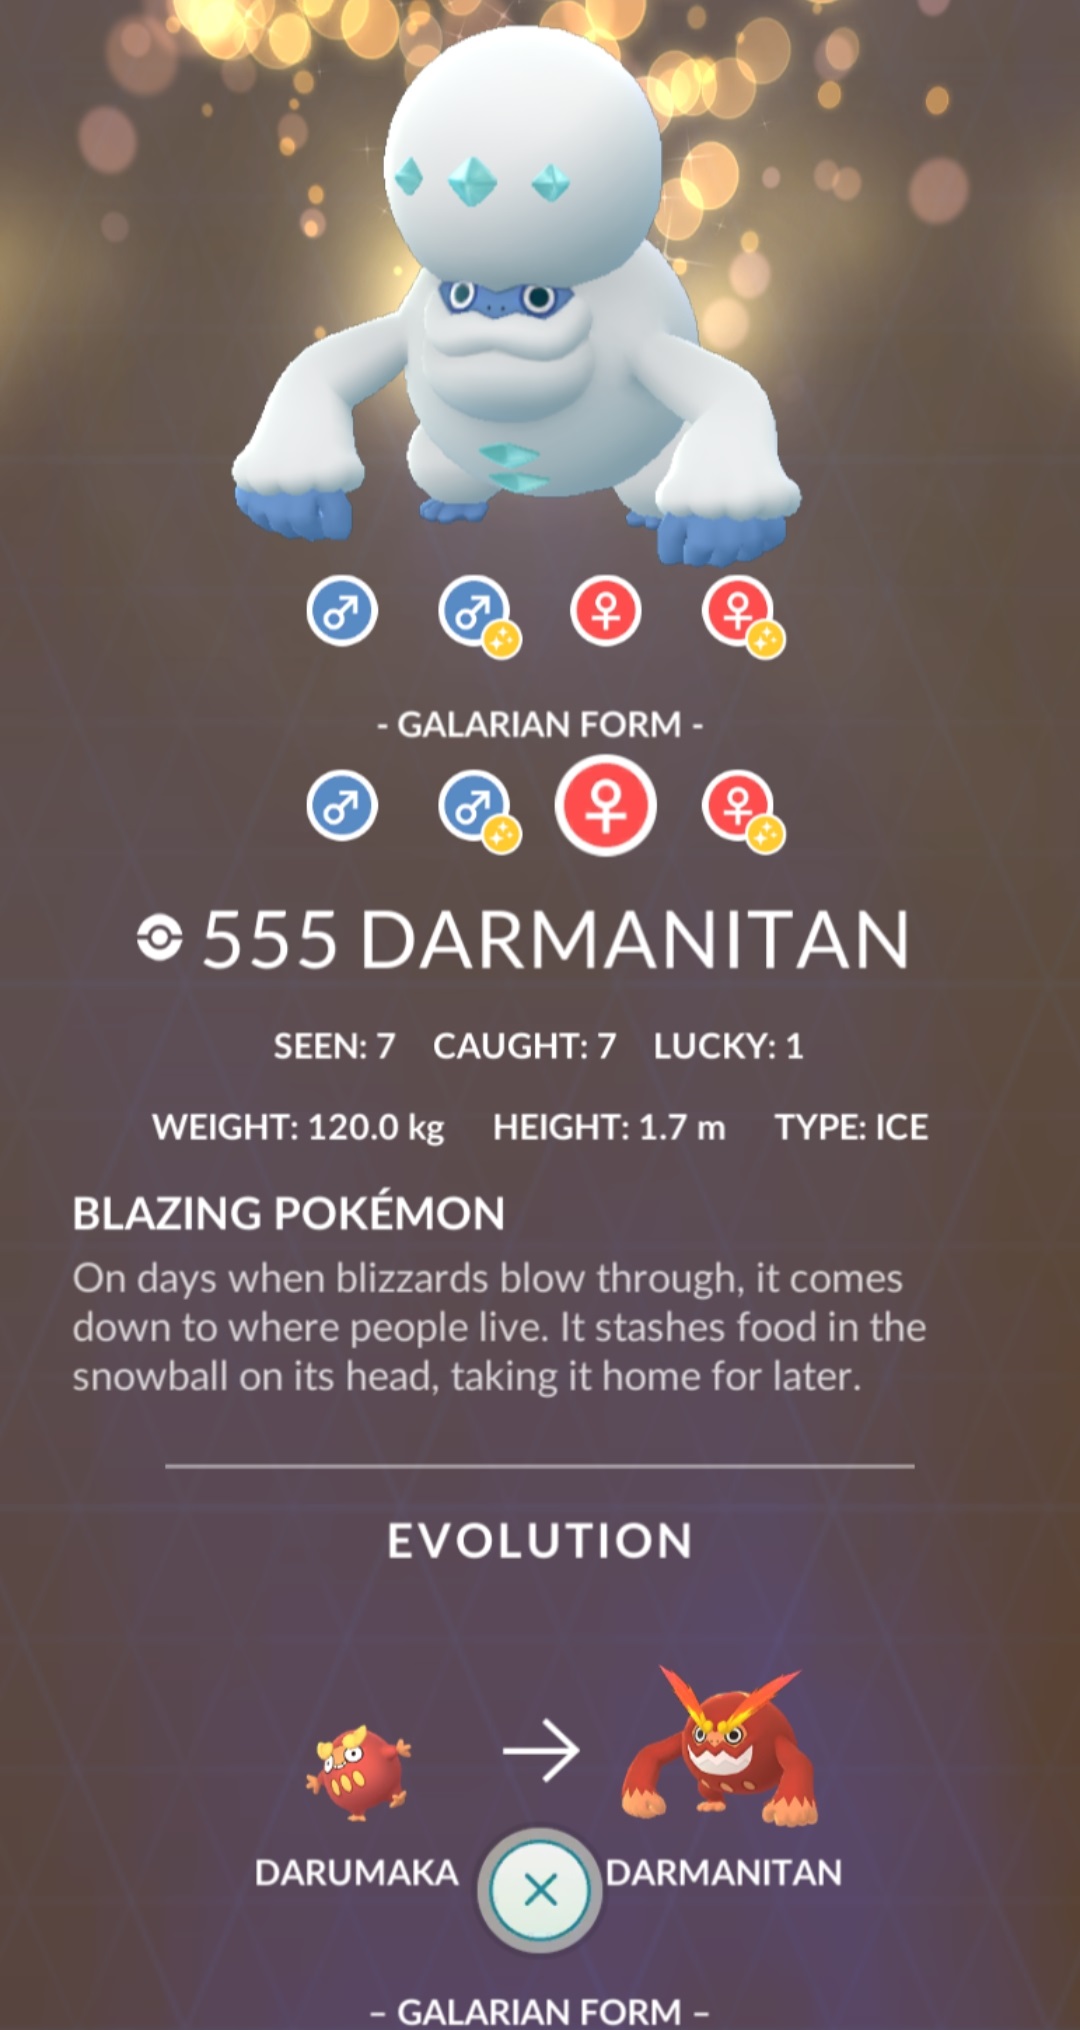 - GALARIAN FORM -
555 DARMANITAN
SEEN: 7 CAUGHT: 7 LUCKY: 1
WEIGHT: 120.0 kg HEIGHT: 1.7 m TYPE: ICE
BLAZING POKÉMON
On days when blizzards blow through, it comes
down to where people live. It stashes food in the
snowball on its head, taking it home for later.
EVOLUTION
DARUMAKA DARMANITAN
– GALARIAN FORM –